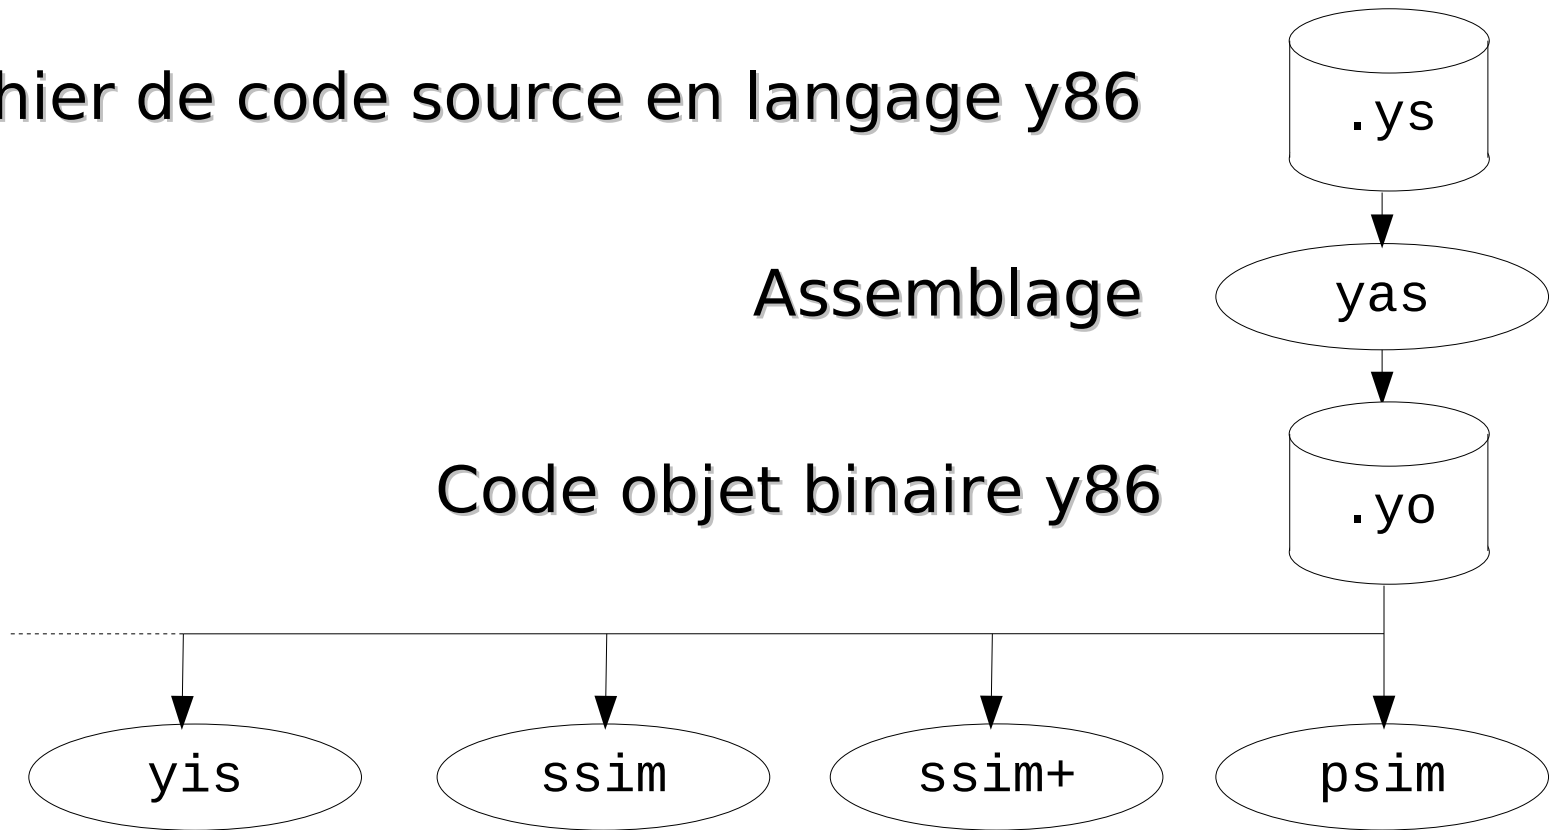 hier de code source en langage y86
.ys
Assemblage
yas
Code objet binaire y86
.yo
yis
ssim
ssim+
psim